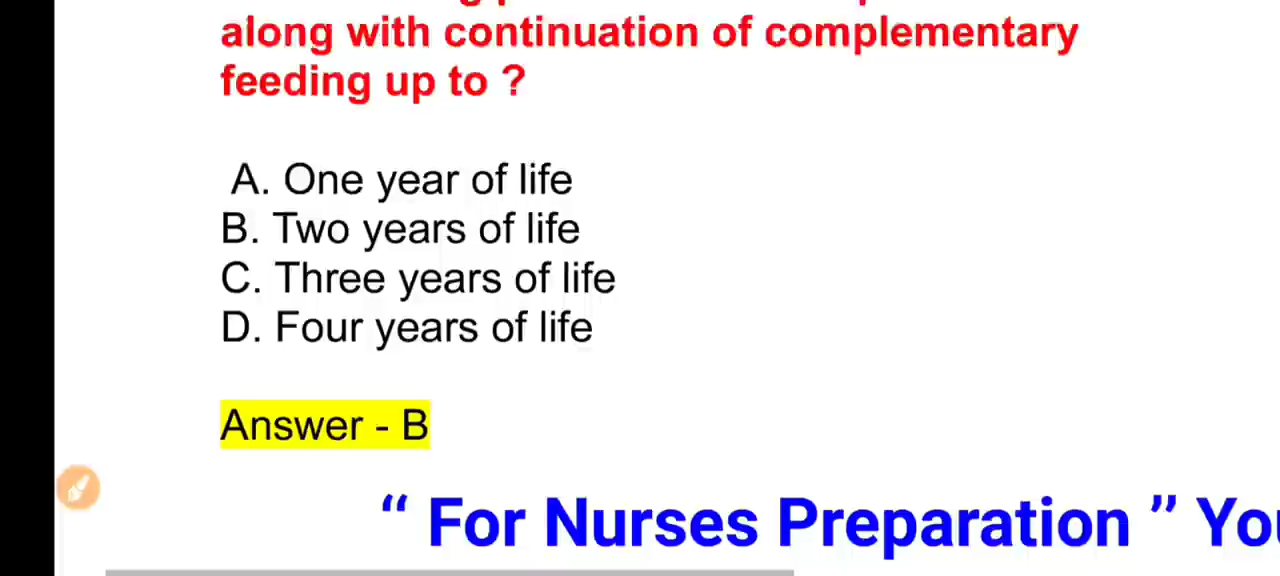 along with continuation of complementary
feeding up to ?
A. One year of life
B. Two years of life
C. Three years of life
D. Four years of life
Answer - B
“ For Nurses Preparation ”